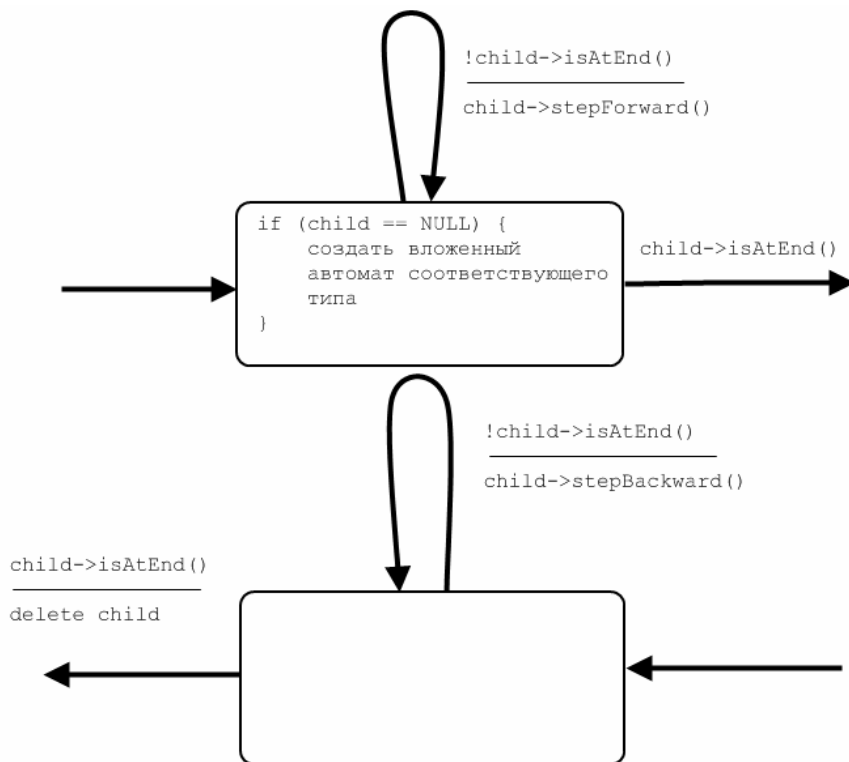 !child->isAtEnd()
child->stepForward()
if (child == NULL) {
создать вложенный
автомат соответствующего
типа
}
child->isAtEnd()
!child->isAtEnd()
child->stepBackward()
child->isAtEnd()
delete child